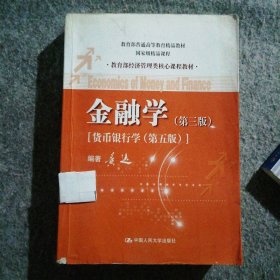 教育部普通高等教育精品教材
国家级精品课程
·教育部经济管理类核心课程教材·
Economics of Money and Finance
金融学（第三版）
[货币银行学（第五版）]
编著 黄达
中国人民大学出版社